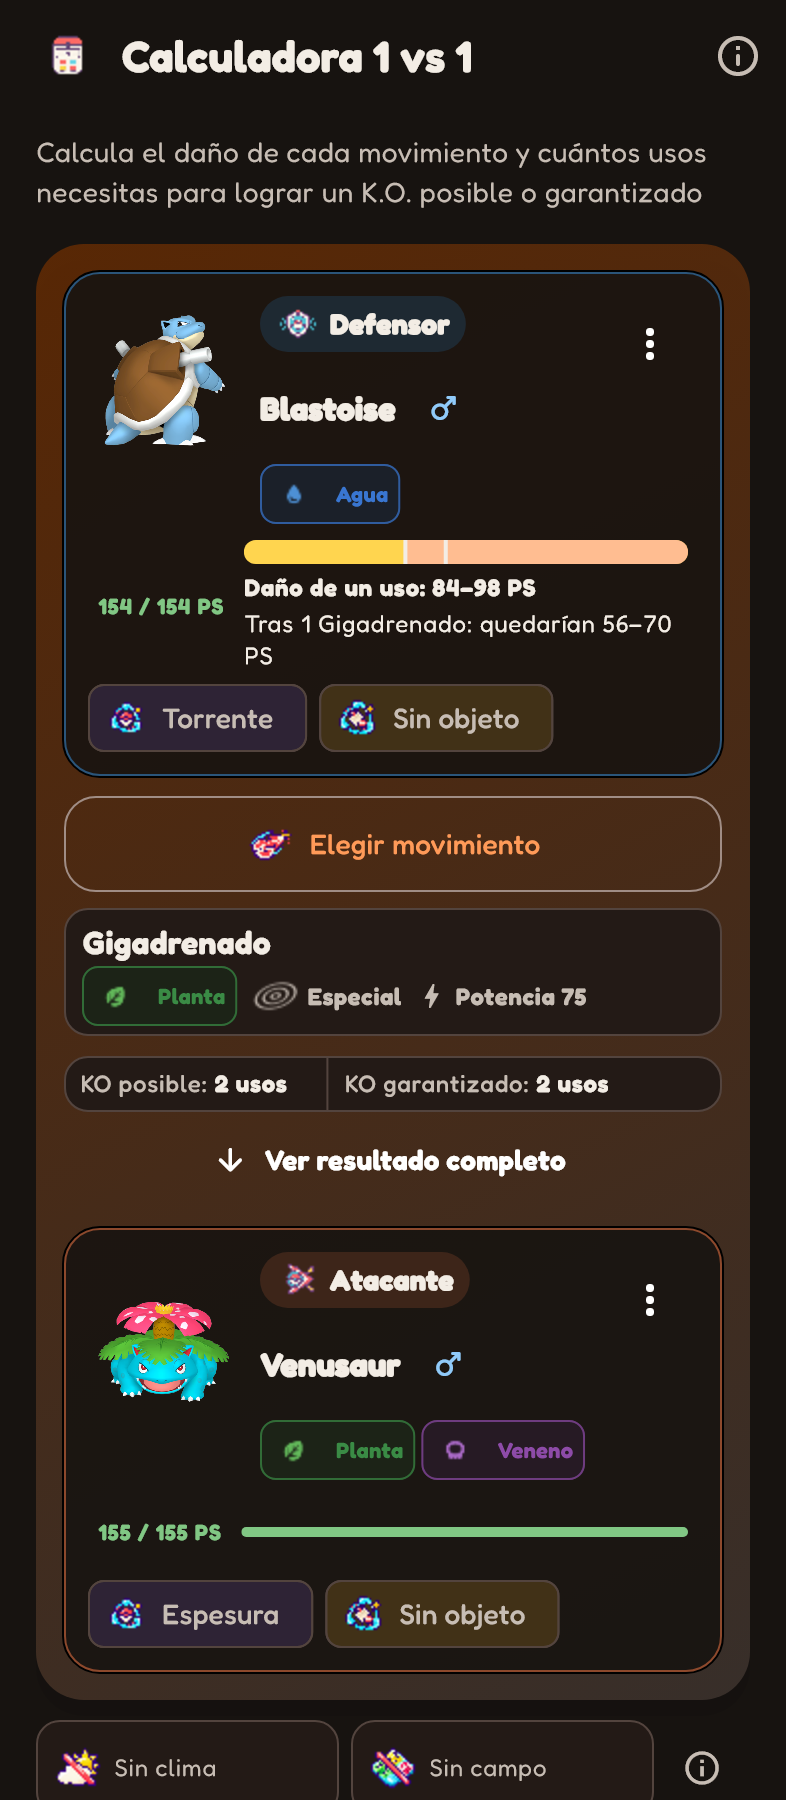 Calculadora 1 vs 1
Calcula el daño de cada movimiento y cuántos usos
necesitas para lograr un K.O. posible o garantizado
Defensor
Blastoise ♂
Agua
154 / 154 PS
Daño de un uso: 84–98 PS
Tras 1 Gigadrenado: quedarían 56–70
PS
Torrente
Sin objeto
Elegir movimiento
Gigadrenado
Planta
Especial
Potencia 75
KO posible: 2 usos
KO garantizado: 2 usos
Ver resultado completo
Atacante
Venusaur ♂
Planta
Veneno
155 / 155 PS
Espesura
Sin objeto
Sin clima
Sin campo